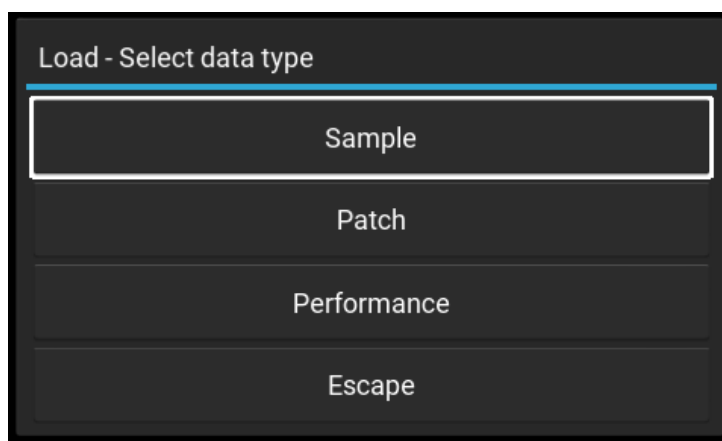 Load - Select data type
Sample
Patch
Performance
Escape